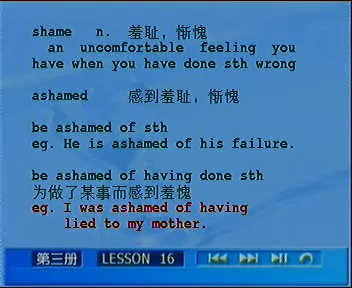 shame n. 羞耻，惭愧
an uncomfortable feeling you
have when you have done sth wrong
ashamed 感到羞耻，惭愧
be ashamed of sth
eg. He is ashamed of his failure.
be ashamed of having done sth
为做了某事而感到羞愧
eg. I was ashamed of having
lied to my mother.
第三册 LESSON 16